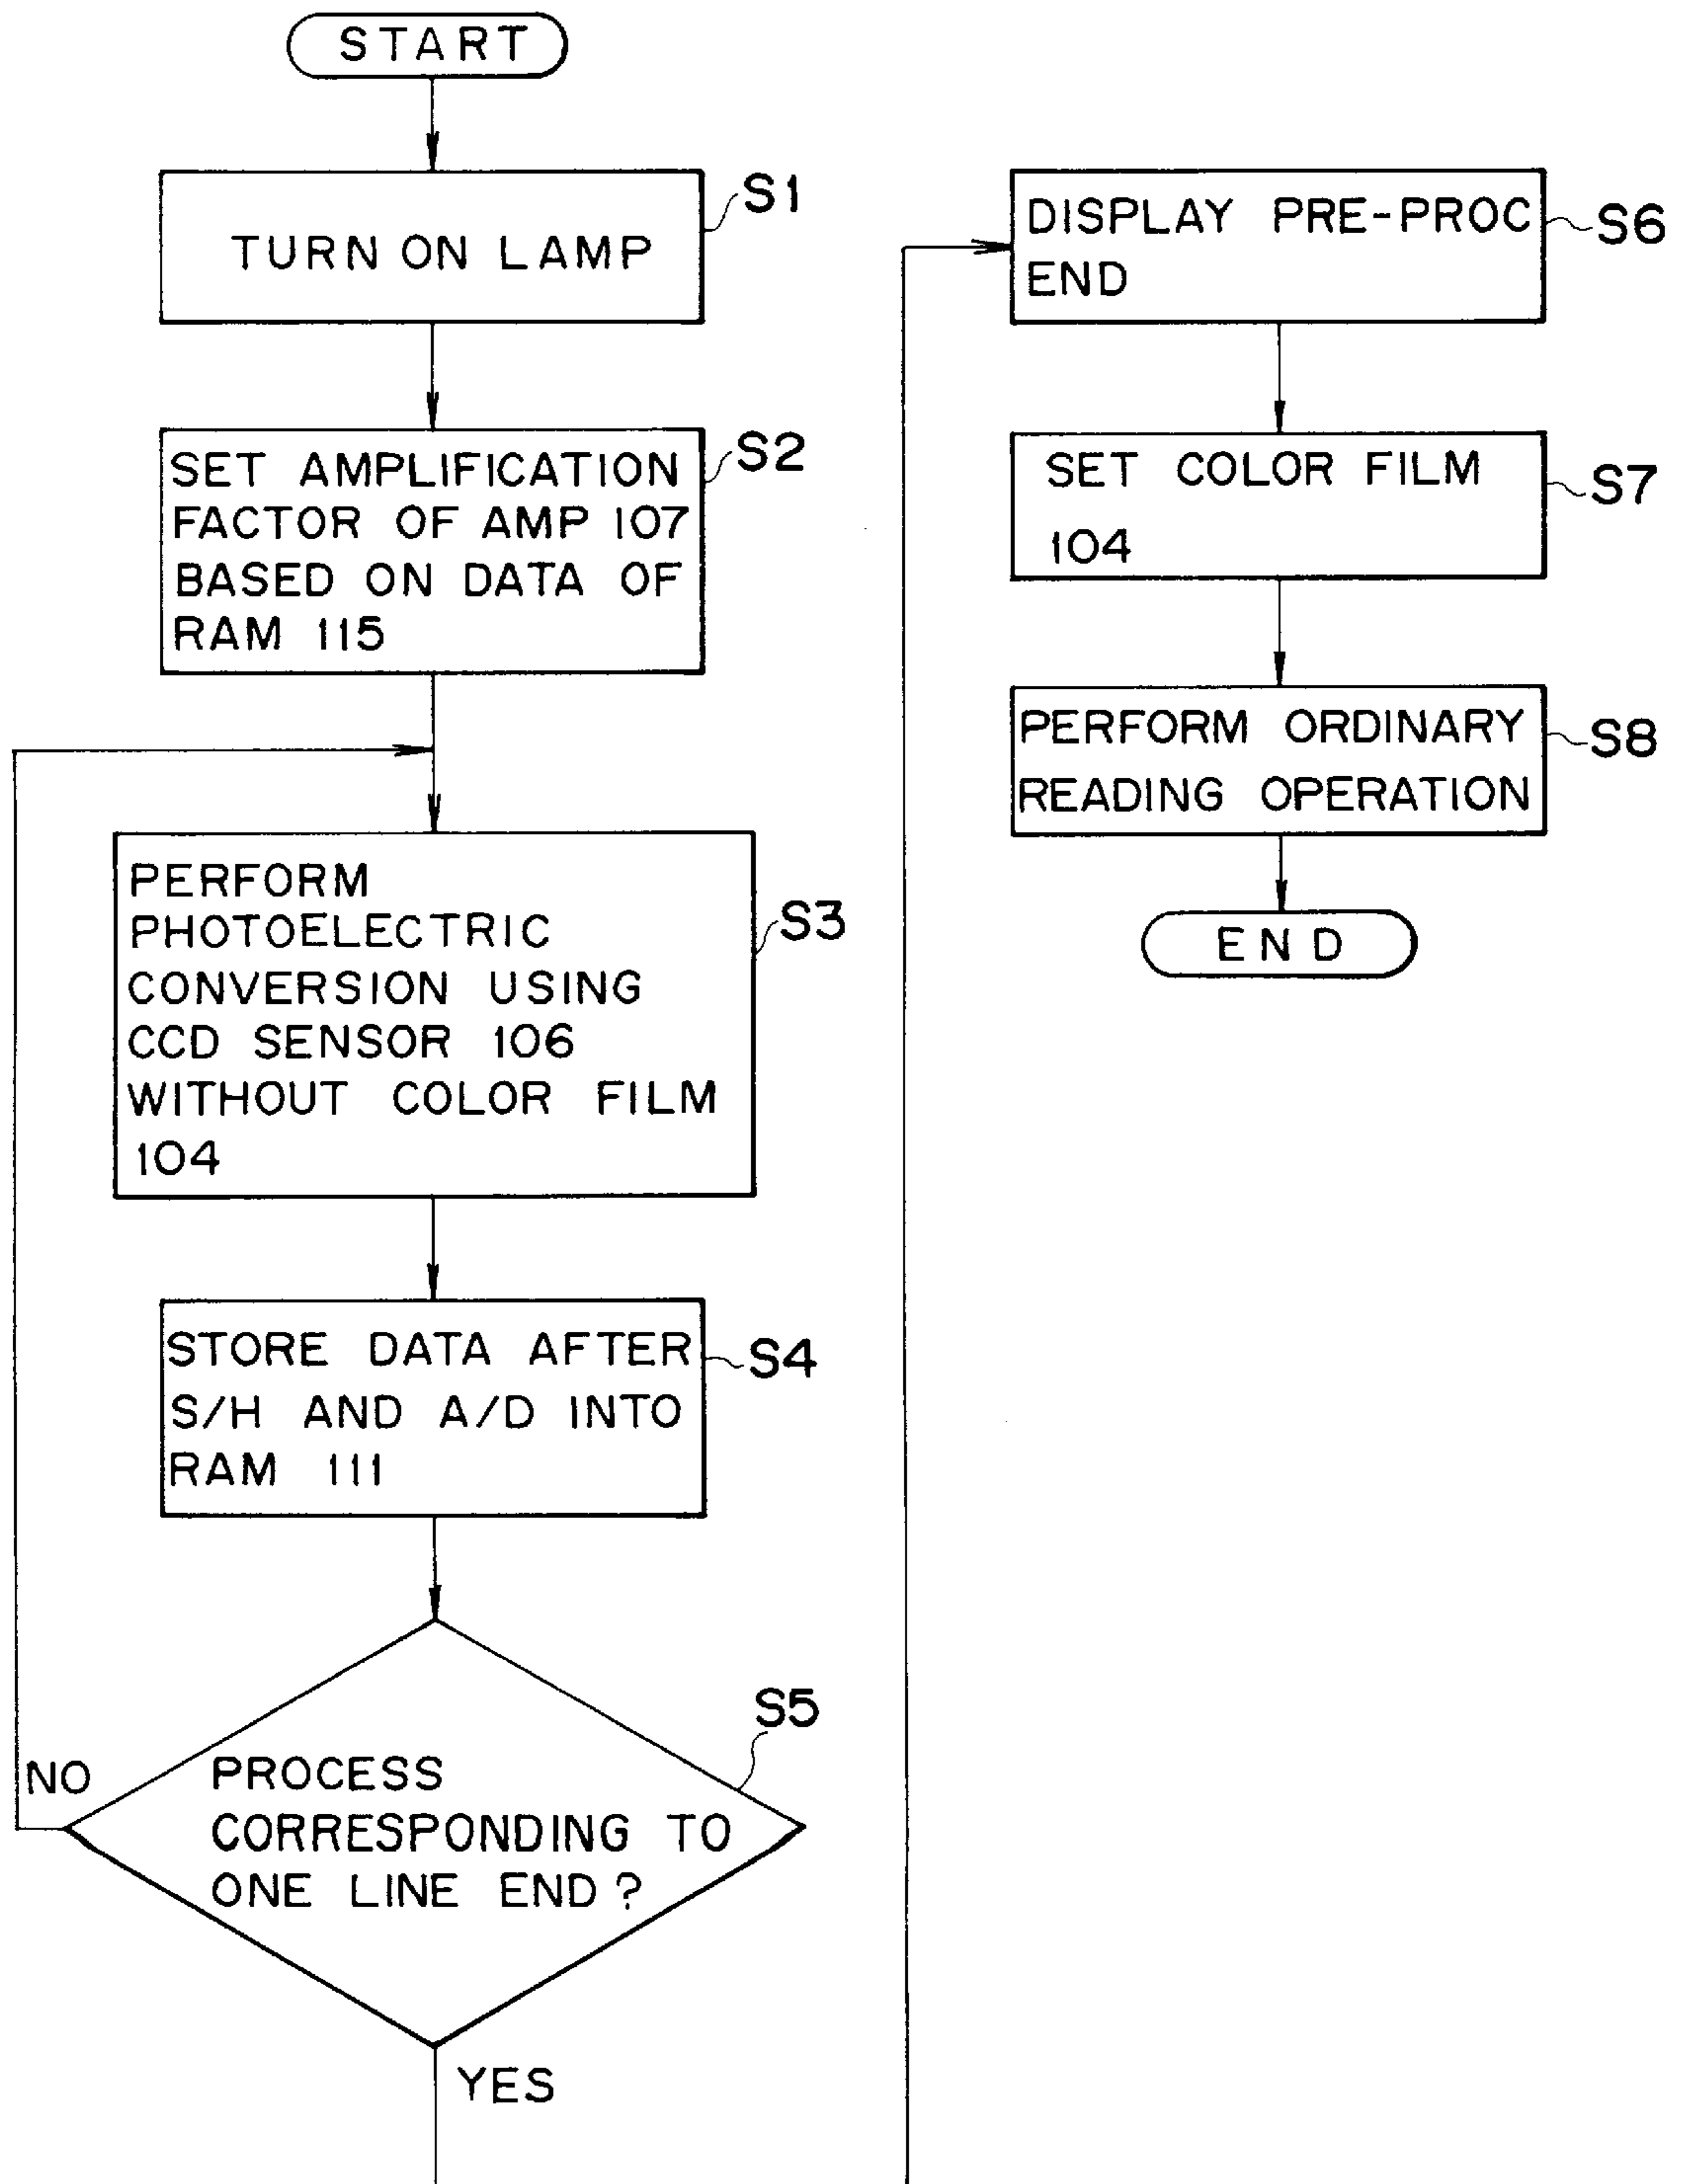 START
S1
TURN ON LAMP
S2
SET AMPLIFICATION
FACTOR OF AMP 107
BASED ON DATA OF
RAM 115
S3
PERFORM
PHOTOELECTRIC
CONVERSION USING
CCD SENSOR 106
WITHOUT COLOR FILM
104
S4
STORE DATA AFTER
S/H AND A/D INTO
RAM 111
S5
PROCESS
CORRESPONDING TO
ONE LINE END?
NO
YES
S6
DISPLAY PRE-PROC
END
S7
SET COLOR FILM
104
S8
PERFORM ORDINARY
READING OPERATION
END